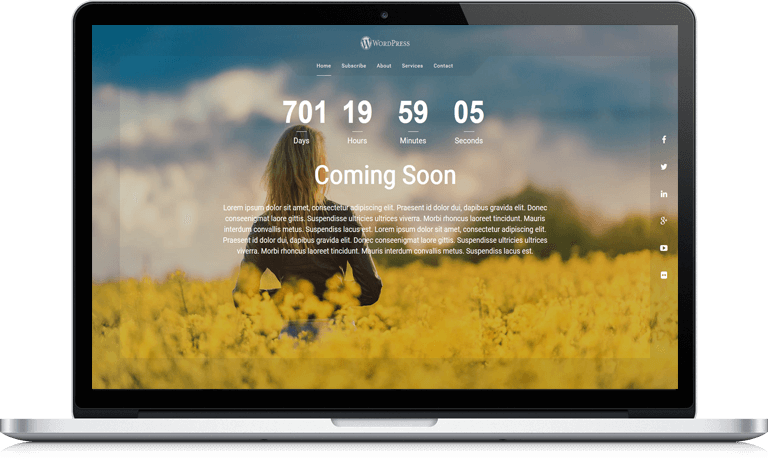 WORDPRESS
Home Subscribe About Services Contact
701 19 59 05
Days Hours Minutes Seconds
Coming Soon
Lorem ipsum dolor sit amet, consectetur adipiscing elit. Praesent id dolor dui, dapibus gravida elit. Donec
conseenigmat laore gittis. Suspendisse ultricies ultrices viverra. Morbi rhoncus laoreet tincidunt. Mauris
interdum convallis metus. Suspendiss lacus est. Lorem ipsum dolor sit amet, consectetur adipiscing elit.
Praesent id dolor dui, dapibus gravida elit. Donec conseenigmat laore gittis. Suspendisse ultricies ultrices
viverra. Morbi rhoncus laoreet tincidunt. Mauris interdum convallis metus. Suspendiss lacus est.